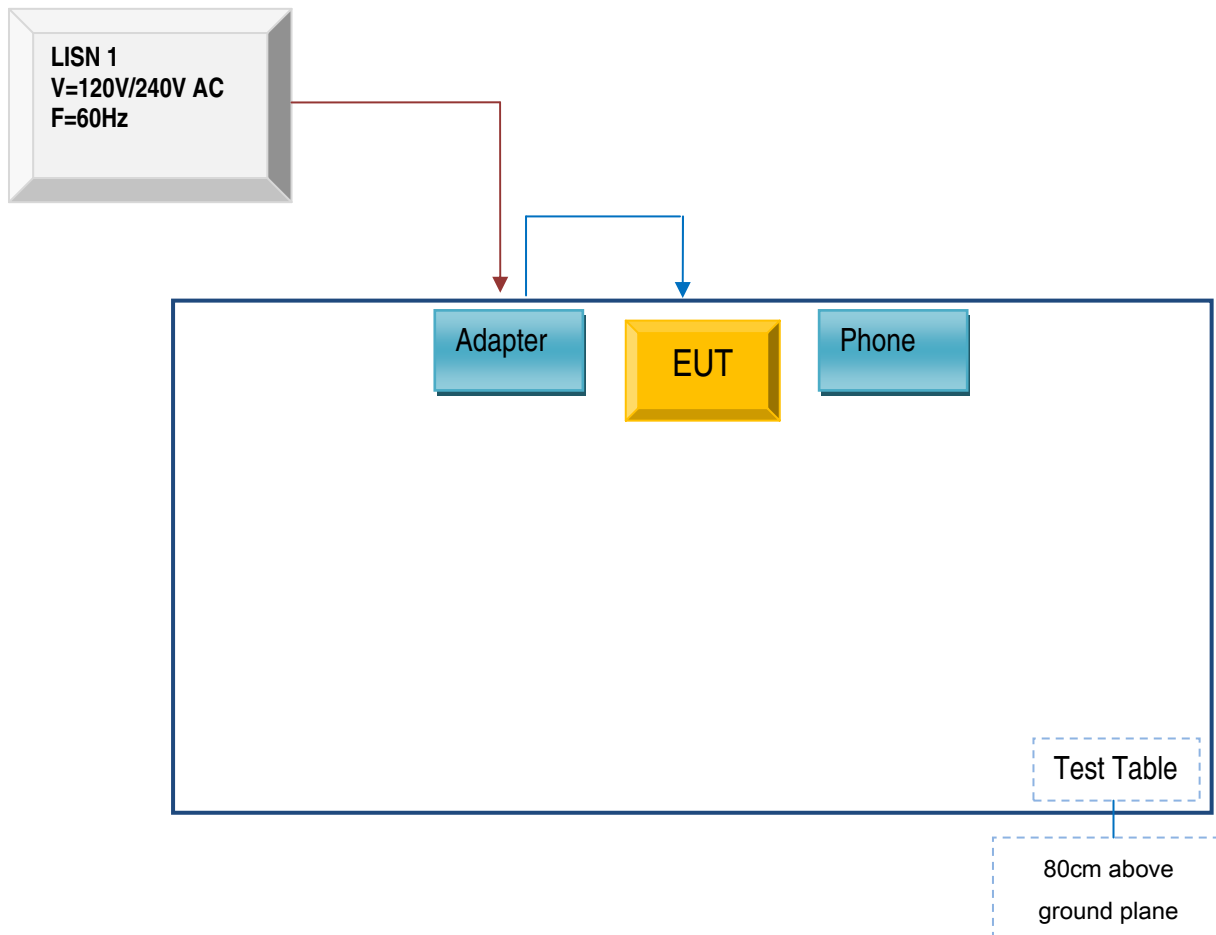 LISN 1
V=120V/240V AC
F=60Hz
Adapter
EUT
Phone
Test Table
80cm above
ground plane